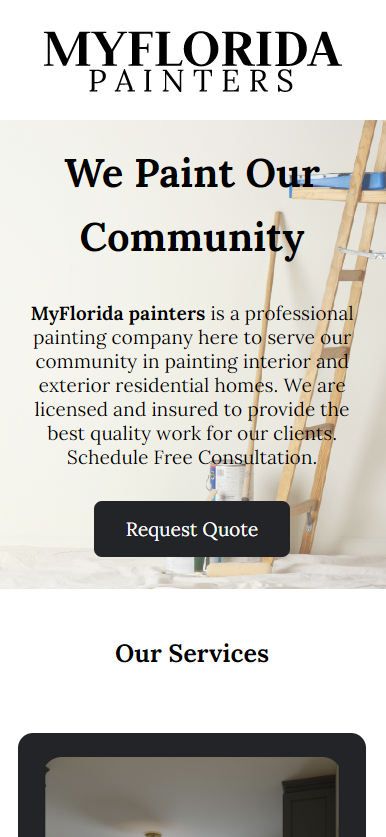 MYFLORIDA
PAINTERS
We Paint Our
Community
MyFlorida painters is a professional
painting company here to serve our
community in painting interior and
exterior residential homes. We are
licensed and insured to provide the
best quality work for our clients.
Schedule Free Consultation.
Request Quote
Our Services